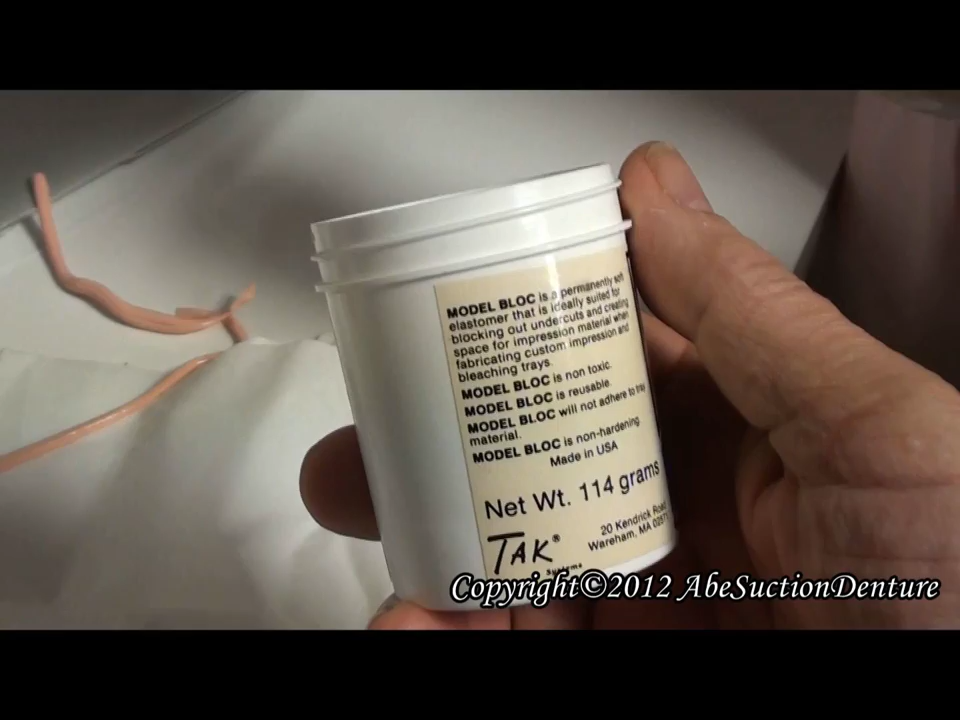 MODEL BLOC is a permanently soft
elastomer that is ideally suited for
blocking out undercuts and creating
space for impression material when
fabricating custom impression and
bleaching trays.
MODEL BLOC is non toxic.
MODEL BLOC is reusable.
MODEL BLOC will not adhere to tray
material.
MODEL BLOC is non-hardening.
Made in USA
Net Wt. 114 grams
TAK®
Systems
20 Kendrick Road
Wareham, MA 02571
Copyright©2012 AbeSuctionDenture